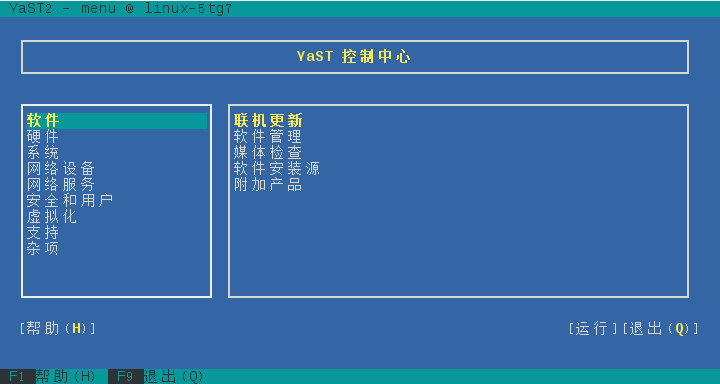 YaST2 - menu @ linux-5tg7
YaST 控制中心
软件
硬件
系统
网络设备
网络服务
安全和用户
虚拟化
支持
杂项
联机更新
软件管理
媒体检查
软件安装源
附加产品
[帮助(H)]
[运行][退出(Q)]
F1 帮助(H) F9 退出(Q)